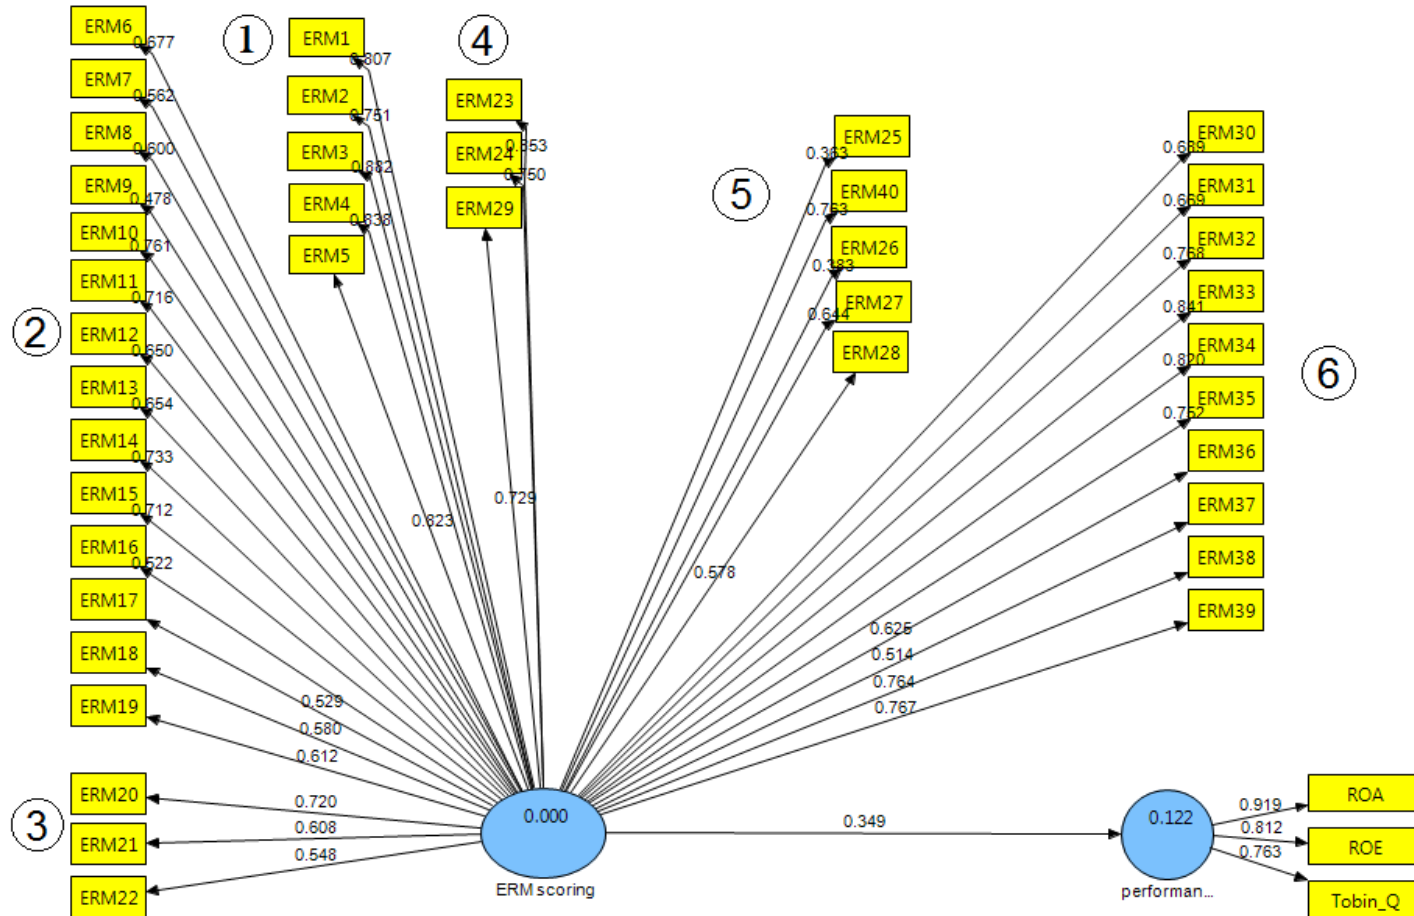 ERM6
0.677
ERM7
0.562
ERM8
0.600
ERM9
0.478
ERM10
0.761
ERM11
0.716
ERM12
0.650
ERM13
0.654
ERM14
0.733
ERM15
0.712
ERM16
0.522
ERM17
ERM18
ERM19
0.529
0.580
0.612
2
1
ERM1
0.807
ERM2
0.751
ERM3
0.882
ERM4
0.838
ERM5
0.823
4
ERM23
0.853
ERM24
0.750
ERM29
0.729
5
ERM25
0.363
ERM40
0.763
ERM26
0.383
ERM27
0.644
ERM28
0.578
6
ERM30
0.689
ERM31
0.669
ERM32
0.768
ERM33
0.841
ERM34
0.820
ERM35
0.752
ERM36
ERM37
ERM38
ERM39
0.625
0.514
0.764
0.767
3
ERM20
0.720
ERM21
0.608
ERM22
0.548
0.000
ERM scoring
0.349
0.122
performan...
0.919
ROA
0.812
ROE
0.763
Tobin_Q